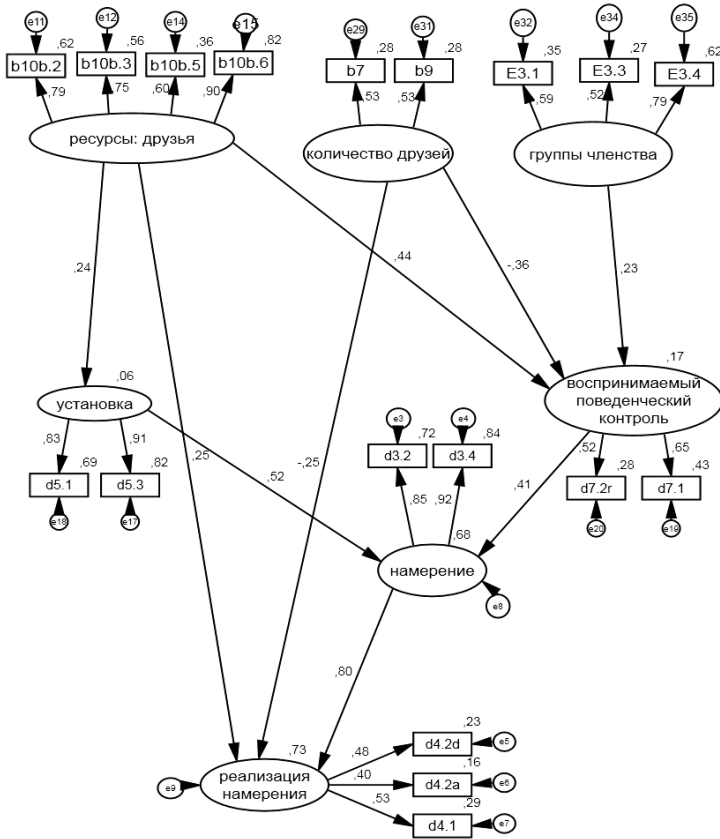 e11
e12
e14
e15
e29
e31
e32
e34
e35
,62
,56
,36
,82
,28
,28
,35
,27
,62
b10b.2
b10b.3
b10b.5
b10b.6
b7
b9
E3.1
E3.3
E3.4
,79
,75
,60
,90
,53
,53
,59
,52
,79
ресурсы: друзья
количество друзей
группы членства
,24
,44
-,36
,23
,06
,17
установка
воспринимаемый
поведенческий
контроль
,83
,91
,25
,52
-,25
e3
e4
,72
,84
d3.2
d3.4
,85
,92
,41
,52
,65
d5.1
,69
d5.3
,82
d7.2r
,28
d7.1
,43
e18
e17
e20
e19
,68
намерение
e8
,80
,73
реализация
намерения
e9
,48
,40
,53
,23
d4.2d
e5
,16
d4.2a
e6
,29
d4.1
e7